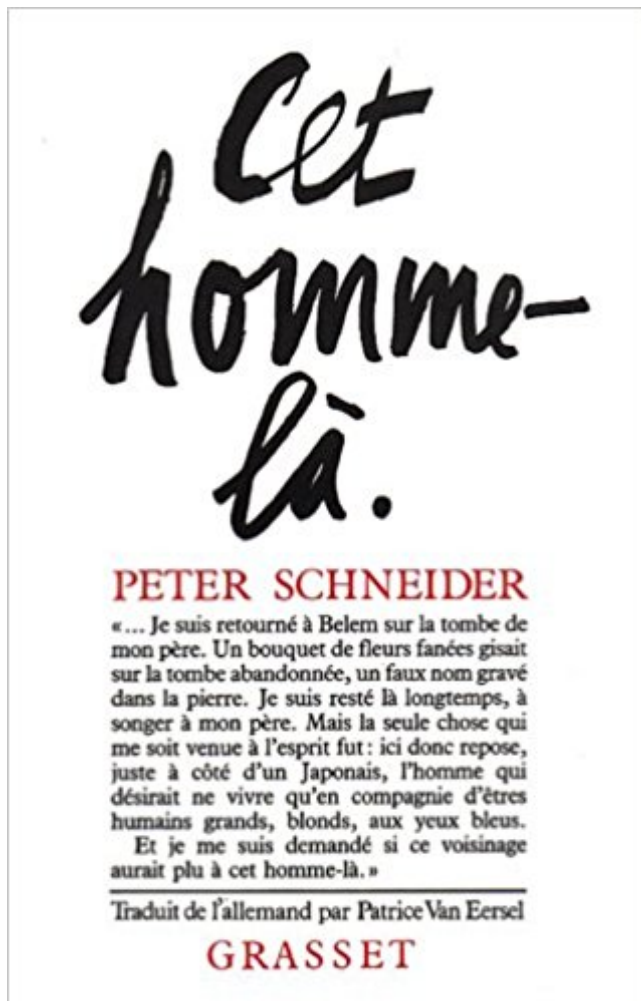 Cet
homme-
là.
PETER SCHNEIDER
«... Je suis retourné à Belem sur la tombe de
mon père. Un bouquet de fleurs fanées gisait
sur la tombe abandonnée, un faux nom gravé
dans la pierre. Je suis resté là longtemps, à
songer à mon père. Mais la seule chose qui
me soit venue à l'esprit fut : ici donc repose,
juste à côté d'un Japonais, l'homme qui
désirait ne vivre qu'en compagnie d'êtres
humains grands, blonds, aux yeux bleus.
Et je me suis demandé si ce voisinage
aurait plu à cet homme-là.»
Traduit de l'allemand par Patrice Van Eersel
GRASSET